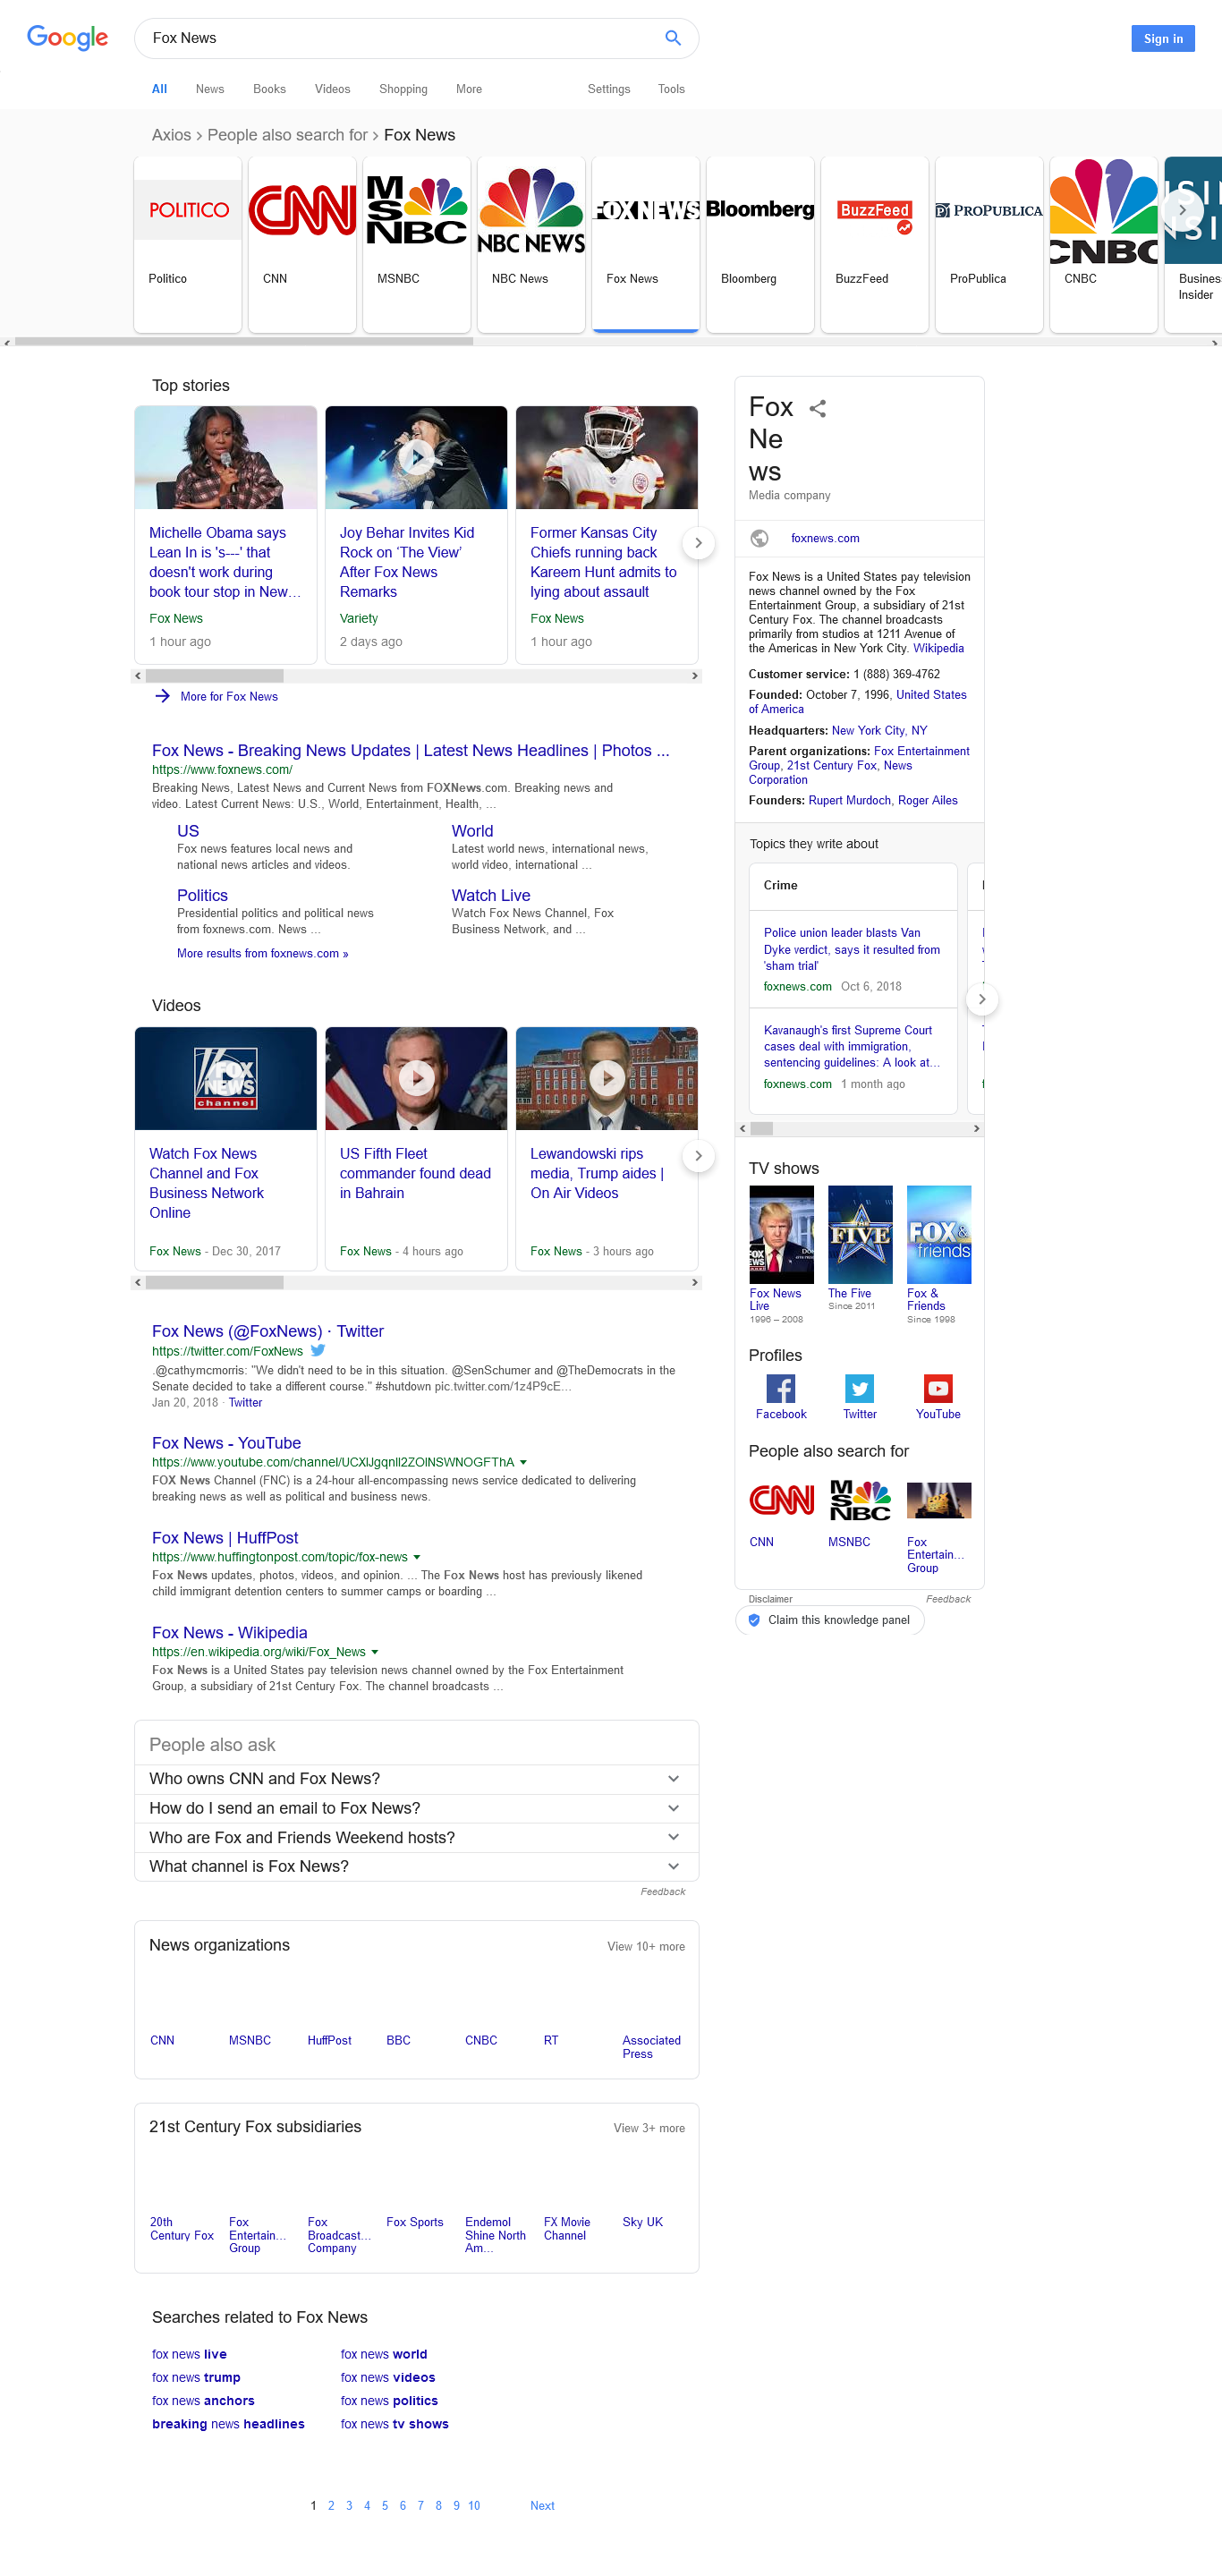 Google
Fox News
Sign in
All News Books Videos Shopping More Settings Tools
Axios › People also search for › Fox News
POLITICO
CNN
MSNBC
NBC NEWS
FOX NEWS
Bloomberg
BuzzFeed
PROPUBLICA
CNBC
Politico
CNN
MSNBC
NBC News
Fox News
Bloomberg
BuzzFeed
ProPublica
CNBC
Busines
Insider
Top stories
Michelle Obama says
Lean In is 's---' that
doesn't work during
book tour stop in New...
Fox News
1 hour ago
Joy Behar Invites Kid
Rock on 'The View'
After Fox News
Remarks
Variety
2 days ago
Former Kansas City
Chiefs running back
Kareem Hunt admits to
lying about assault
Fox News
1 hour ago
More for Fox News
Fox News - Breaking News Updates | Latest News Headlines | Photos ...
https://www.foxnews.com/
Breaking News, Latest News and Current News from FOXNews.com. Breaking news and
video. Latest Current News: U.S., World, Entertainment, Health, ...
US
Fox news features local news and
national news articles and videos.
World
Latest world news, international news,
world video, international ...
Politics
Presidential politics and political news
from foxnews.com. News ...
Watch Live
Watch Fox News Channel, Fox
Business Network, and ...
More results from foxnews.com »
Videos
FOX NEWS channel
Watch Fox News
Channel and Fox
Business Network
Online
Fox News - Dec 30, 2017
US Fifth Fleet
commander found dead
in Bahrain
Fox News - 4 hours ago
Lewandowski rips
media, Trump aides |
On Air Videos
Fox News - 3 hours ago
Fox News (@FoxNews) · Twitter
https://twitter.com/FoxNews
.@cathymcmorris: "We didn't need to be in this situation. @SenSchumer and @TheDemocrats in the
Senate decided to take a different course." #shutdown pic.twitter.com/1z4P9cE...
Jan 20, 2018 · Twitter
Fox News - YouTube
https://www.youtube.com/channel/UCXIJgqnII2ZOINSWNOGFThA
FOX News Channel (FNC) is a 24-hour all-encompassing news service dedicated to delivering
breaking news as well as political and business news.
Fox News | HuffPost
https://www.huffingtonpost.com/topic/fox-news
Fox News updates, photos, videos, and opinion. ... The Fox News host has previously likened
child immigrant detention centers to summer camps or boarding ...
Fox News - Wikipedia
https://en.wikipedia.org/wiki/Fox_News
Fox News is a United States pay television news channel owned by the Fox Entertainment
Group, a subsidiary of 21st Century Fox. The channel broadcasts ...
People also ask
Who owns CNN and Fox News?
How do I send an email to Fox News?
Who are Fox and Friends Weekend hosts?
What channel is Fox News?
Feedback
News organizations
View 10+ more
CNN
MSNBC
HuffPost
BBC
CNBC
RT
Associated
Press
21st Century Fox subsidiaries
View 3+ more
20th
Century Fox
Fox
Entertain...
Group
Fox
Broadcast...
Company
Fox Sports
Endemol
Shine North
Am...
FX Movie
Channel
Sky UK
Searches related to Fox News
fox news live
fox news trump
fox news anchors
breaking news headlines
fox news world
fox news videos
fox news politics
fox news tv shows
1 2 3 4 5 6 7 8 9 10 Next
Fox
Ne
ws
Media company
foxnews.com
Fox News is a United States pay television
news channel owned by the Fox
Entertainment Group, a subsidiary of 21st
Century Fox. The channel broadcasts
primarily from studios at 1211 Avenue of
the Americas in New York City. Wikipedia
Customer service: 1 (888) 369-4762
Founded: October 7, 1996, United States
of America
Headquarters: New York City, NY
Parent organizations: Fox Entertainment
Group, 21st Century Fox, News
Corporation
Founders: Rupert Murdoch, Roger Ailes
Topics they write about
Crime
Police union leader blasts Van
Dyke verdict, says it resulted from
'sham trial'
foxnews.com Oct 6, 2018
Kavanaugh's first Supreme Court
cases deal with immigration,
sentencing guidelines: A look at...
foxnews.com 1 month ago
TV shows
THE FIVE
FOX & friends
Fox News
Live
1996 – 2008
The Five
Since 2011
Fox &
Friends
Since 1998
Profiles
Facebook
Twitter
YouTube
People also search for
CNN
MSNBC
CNN
MSNBC
Fox
Entertain...
Group
Disclaimer
Feedback
Claim this knowledge panel